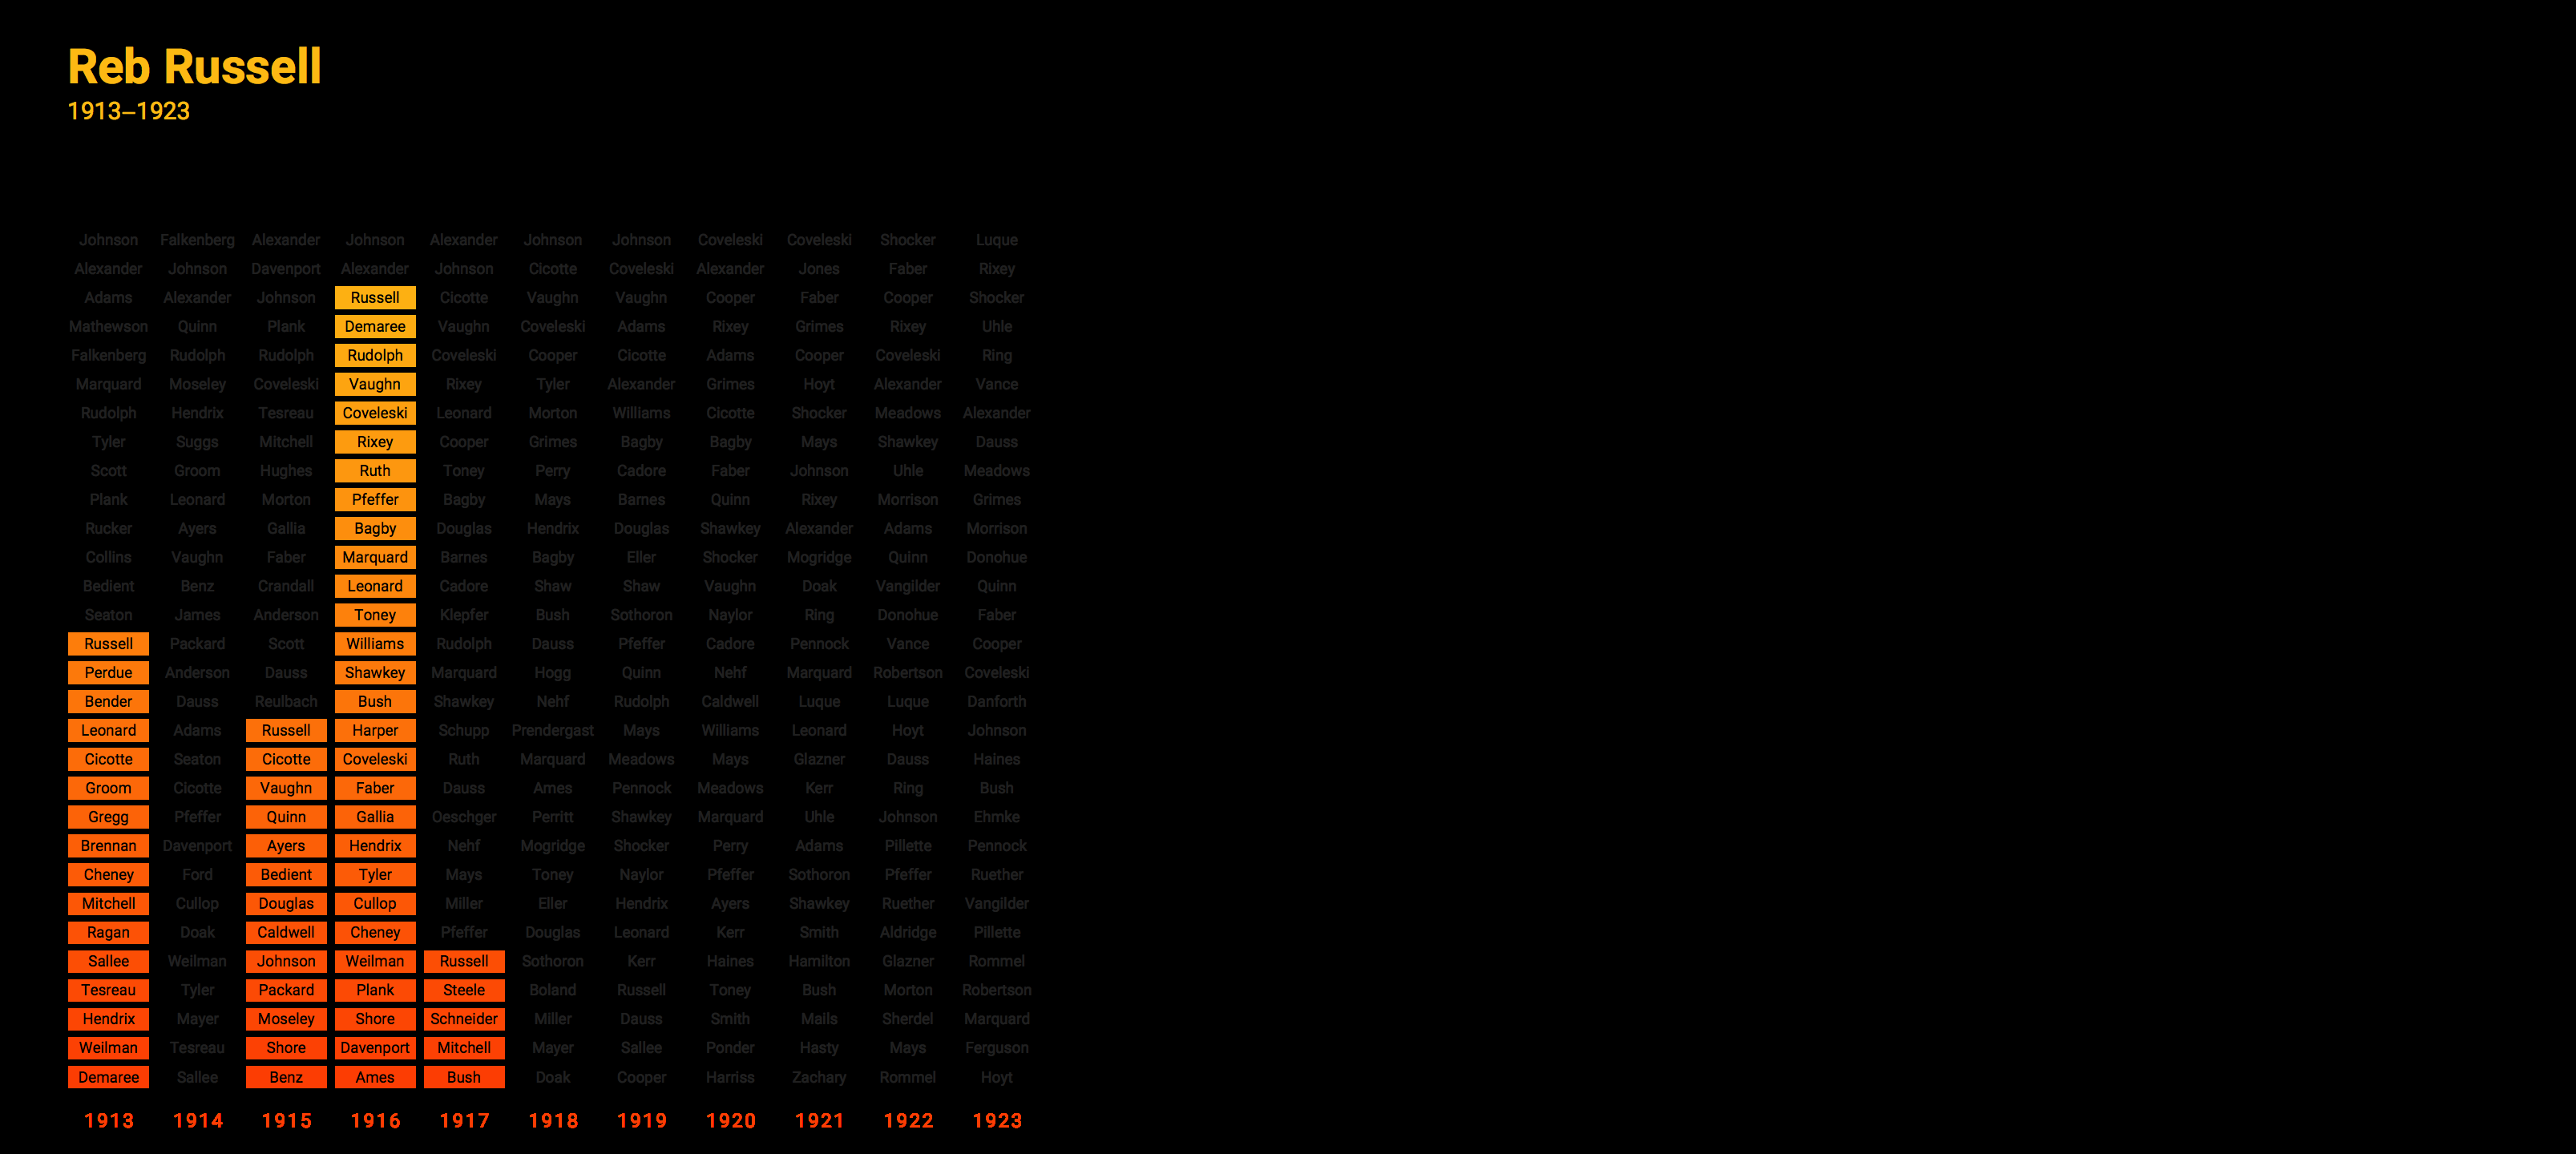 Reb Russell
1913–1923
Johnson Falkenberg Alexander Johnson Alexander Johnson Johnson Coveleski Coveleski Shocker Luque
Alexander Johnson Davenport Alexander Johnson Cicotte Coveleski Alexander Jones Faber Rixey
Adams Alexander Johnson Russell Cicotte Vaughn Vaughn Cooper Faber Cooper Shocker
Mathewson Quinn Plank Demaree Vaughn Coveleski Adams Rixey Grimes Rixey Uhle
Falkenberg Rudolph Rudolph Rudolph Coveleski Cooper Cicotte Adams Cooper Coveleski Ring
Marquard Moseley Coveleski Vaughn Rixey Tyler Alexander Grimes Hoyt Alexander Vance
Rudolph Hendrix Tesreau Coveleski Leonard Morton Williams Cicotte Shocker Meadows Alexander
Tyler Suggs Mitchell Rixey Cooper Grimes Bagby Bagby Mays Shawkey Dauss
Scott Groom Hughes Ruth Toney Perry Cadore Faber Johnson Uhle Meadows
Plank Leonard Morton Pfeffer Bagby Mays Barnes Quinn Rixey Morrison Grimes
Rucker Ayers Gallia Bagby Douglas Hendrix Douglas Shawkey Alexander Adams Morrison
Collins Vaughn Faber Marquard Barnes Bagby Eller Shocker Mogridge Quinn Donohue
Bedient Benz Crandall Leonard Cadore Shaw Shaw Vaughn Doak Vangilder Quinn
Seaton James Anderson Toney Klepfer Bush Sothoron Naylor Ring Donohue Faber
Russell Packard Scott Williams Rudolph Dauss Pfeffer Cadore Pennock Vance Cooper
Perdue Anderson Dauss Shawkey Marquard Hogg Quinn Nehf Marquard Robertson Coveleski
Bender Dauss Reulbach Bush Shawkey Nehf Rudolph Caldwell Luque Luque Danforth
Leonard Adams Russell Harper Schupp Prendergast Mays Williams Leonard Hoyt Johnson
Cicotte Seaton Cicotte Coveleski Ruth Marquard Meadows Mays Glazner Dauss Haines
Groom Cicotte Vaughn Faber Dauss Ames Pennock Meadows Kerr Ring Bush
Gregg Pfeffer Quinn Gallia Oeschger Perritt Shawkey Marquard Uhle Johnson Ehmke
Brennan Davenport Ayers Hendrix Nehf Mogridge Shocker Perry Adams Pillette Pennock
Cheney Ford Bedient Tyler Mays Toney Naylor Pfeffer Sothoron Pfeffer Ruether
Mitchell Cullop Douglas Cullop Miller Eller Hendrix Ayers Shawkey Ruether Vangilder
Ragan Doak Caldwell Cheney Pfeffer Douglas Leonard Kerr Smith Aldridge Pillette
Sallee Weilman Johnson Weilman Russell Sothoron Kerr Haines Hamilton Glazner Rommel
Tesreau Tyler Packard Plank Steele Boland Russell Toney Bush Morton Robertson
Hendrix Mayer Moseley Shore Schneider Miller Dauss Smith Mails Sherdel Marquard
Weilman Tesreau Shore Davenport Mitchell Mayer Sallee Ponder Hasty Mays Ferguson
Demaree Sallee Benz Ames Bush Doak Cooper Harriss Zachary Rommel Hoyt
1913 1914 1915 1916 1917 1918 1919 1920 1921 1922 1923